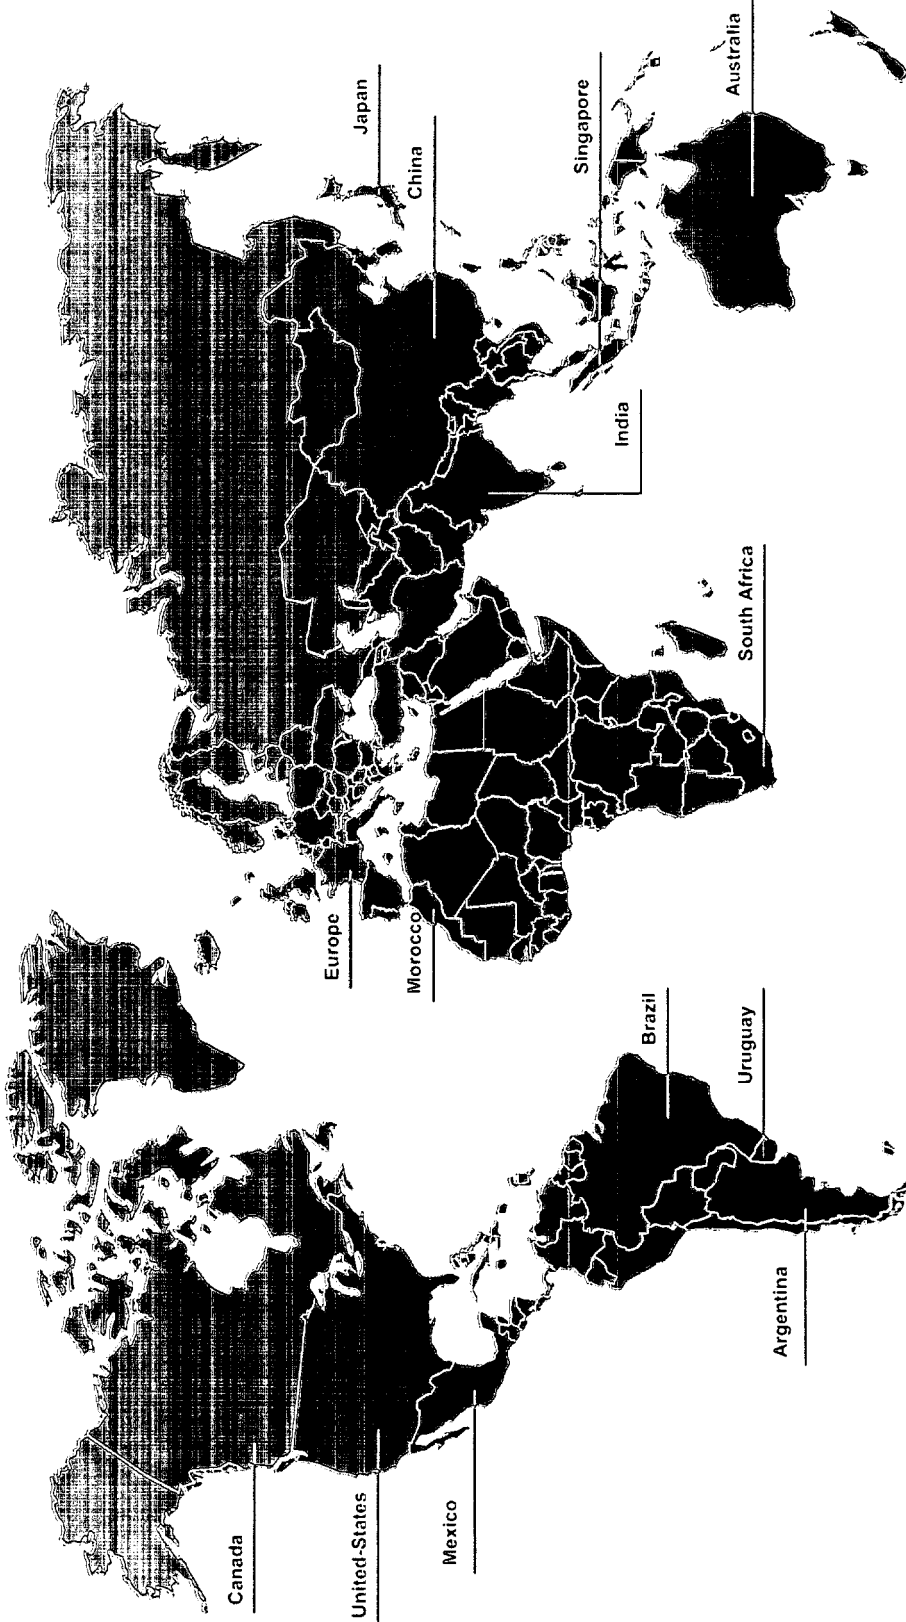 Canada
United-States
Mexico
Argentina
Brazil
Uruguay
Europe
Morocco
South Africa
India
Japan
China
Singapore
Australia